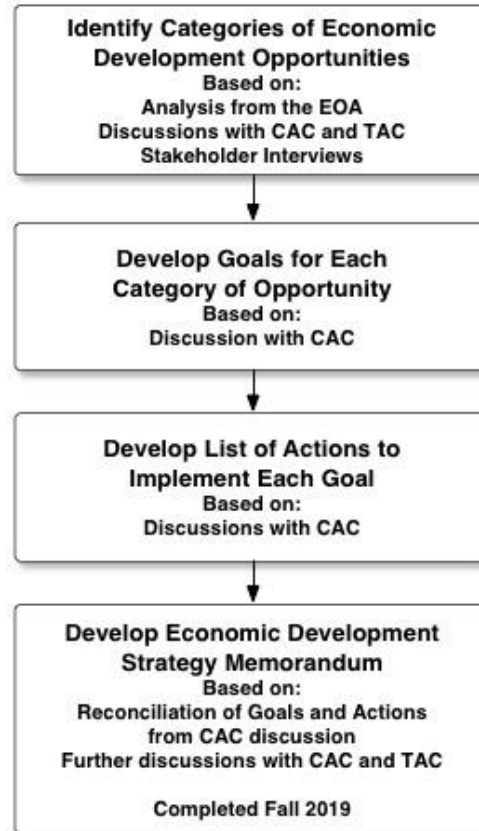 Identify Categories of Economic
Development Opportunities
Based on:
Analysis from the EOA
Discussions with CAC and TAC
Stakeholder Interviews
Develop Goals for Each
Category of Opportunity
Based on:
Discussion with CAC
Develop List of Actions to
Implement Each Goal
Based on:
Discussions with CAC
Develop Economic Development
Strategy Memorandum
Based on:
Reconciliation of Goals and Actions
from CAC discussion
Further discussions with CAC and TAC
Completed Fall 2019